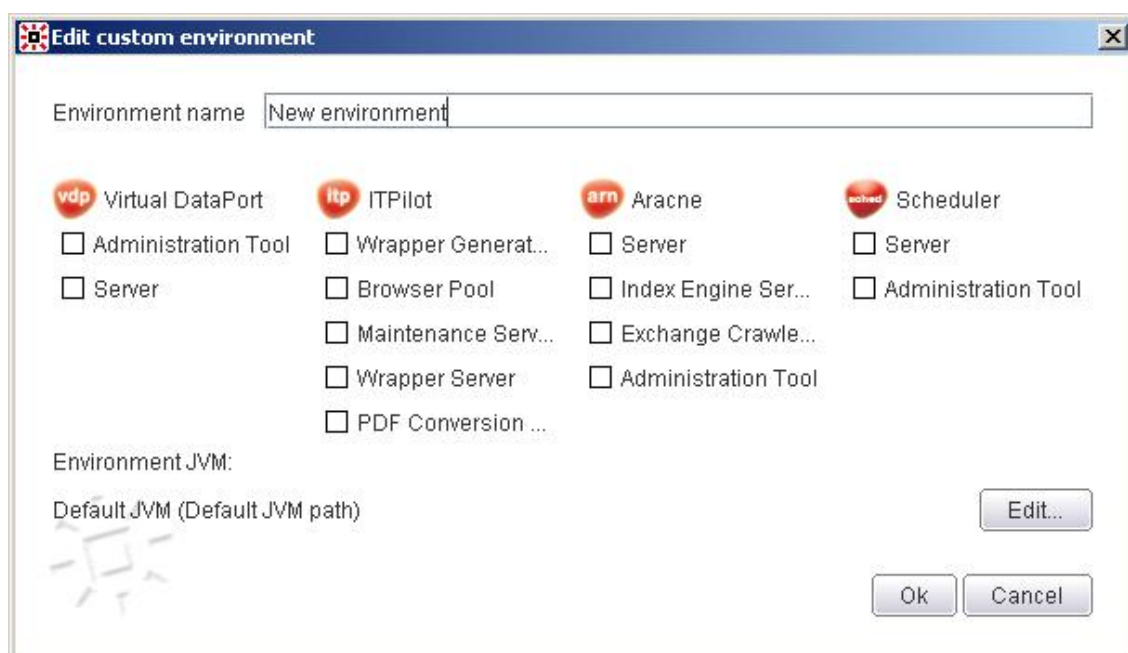 Edit custom environment
Environment name New environment
vdp Virtual DataPort itp ITPilot arn Aracne sched Scheduler
Administration Tool Wrapper Generat... Server Server
Server Browser Pool Index Engine Ser... Administration Tool
Maintenance Serv... Exchange Crawle...
Wrapper Server Administration Tool
PDF Conversion ...
Environment JVM:
Default JVM (Default JVM path) Edit...
Ok Cancel